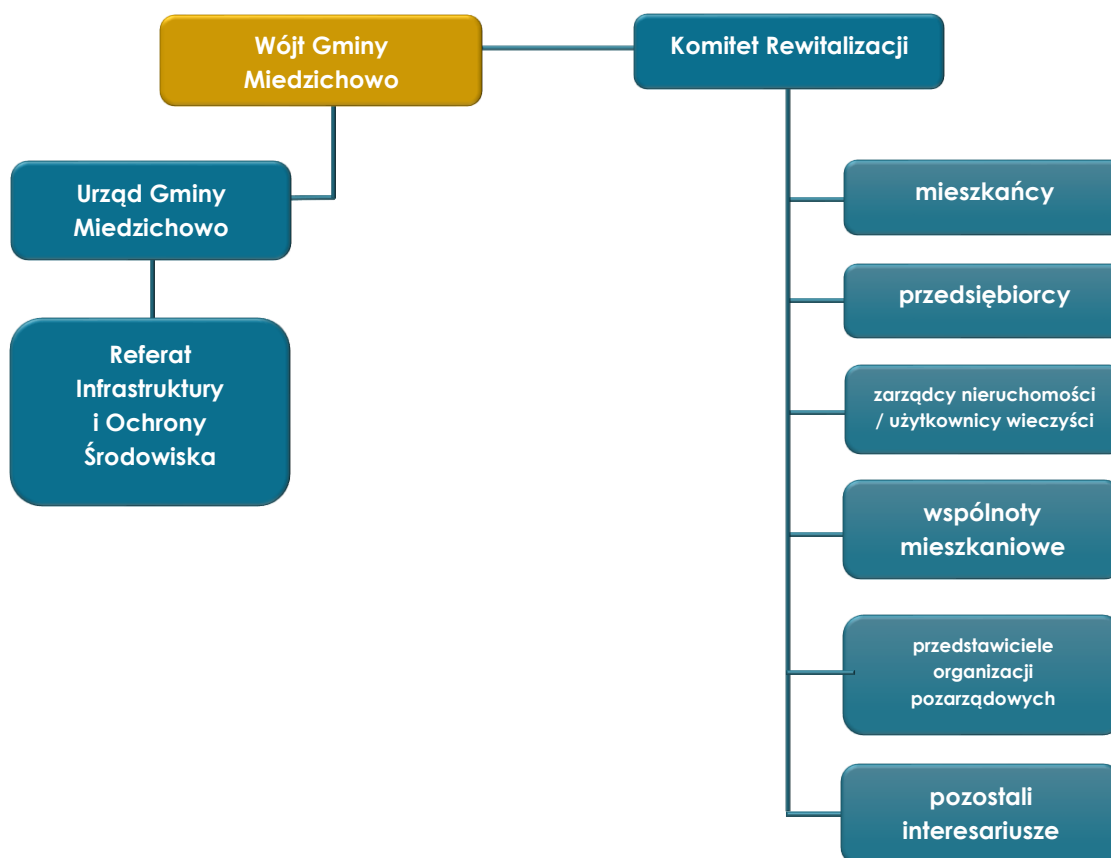 Wójt Gminy
Miedzichowo
Komitet Rewitalizacji
Urząd Gminy
Miedzichowo
Referat
Infrastruktury
i Ochrony
Środowiska
mieszkańcy
przedsiębiorcy
zarządcy nieruchomości
/ użytkownicy wieczyści
wspólnoty
mieszkaniowe
przedstawiciele
organizacji
pozarządowych
pozostali
interesariusze